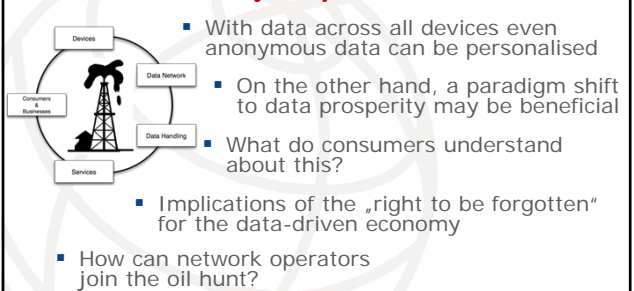 Devices
Data Network
Consumers
&
Businesses
Data Handling
Services
▪ With data across all devices even
anonymous data can be personalised
▪ On the other hand, a paradigm shift
to data prosperity may be beneficial
▪ What do consumers understand
about this?
▪ Implications of the „right to be forgotten“
for the data-driven economy
▪ How can network operators
join the oil hunt?